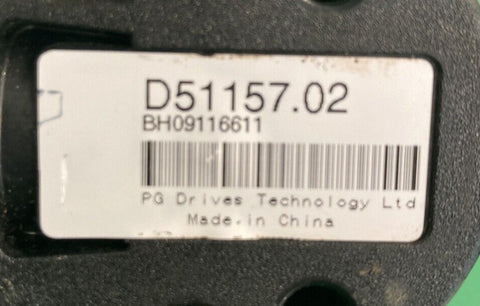 D51157.02
BH09116611
PG Drives Technology Ltd
Made in China